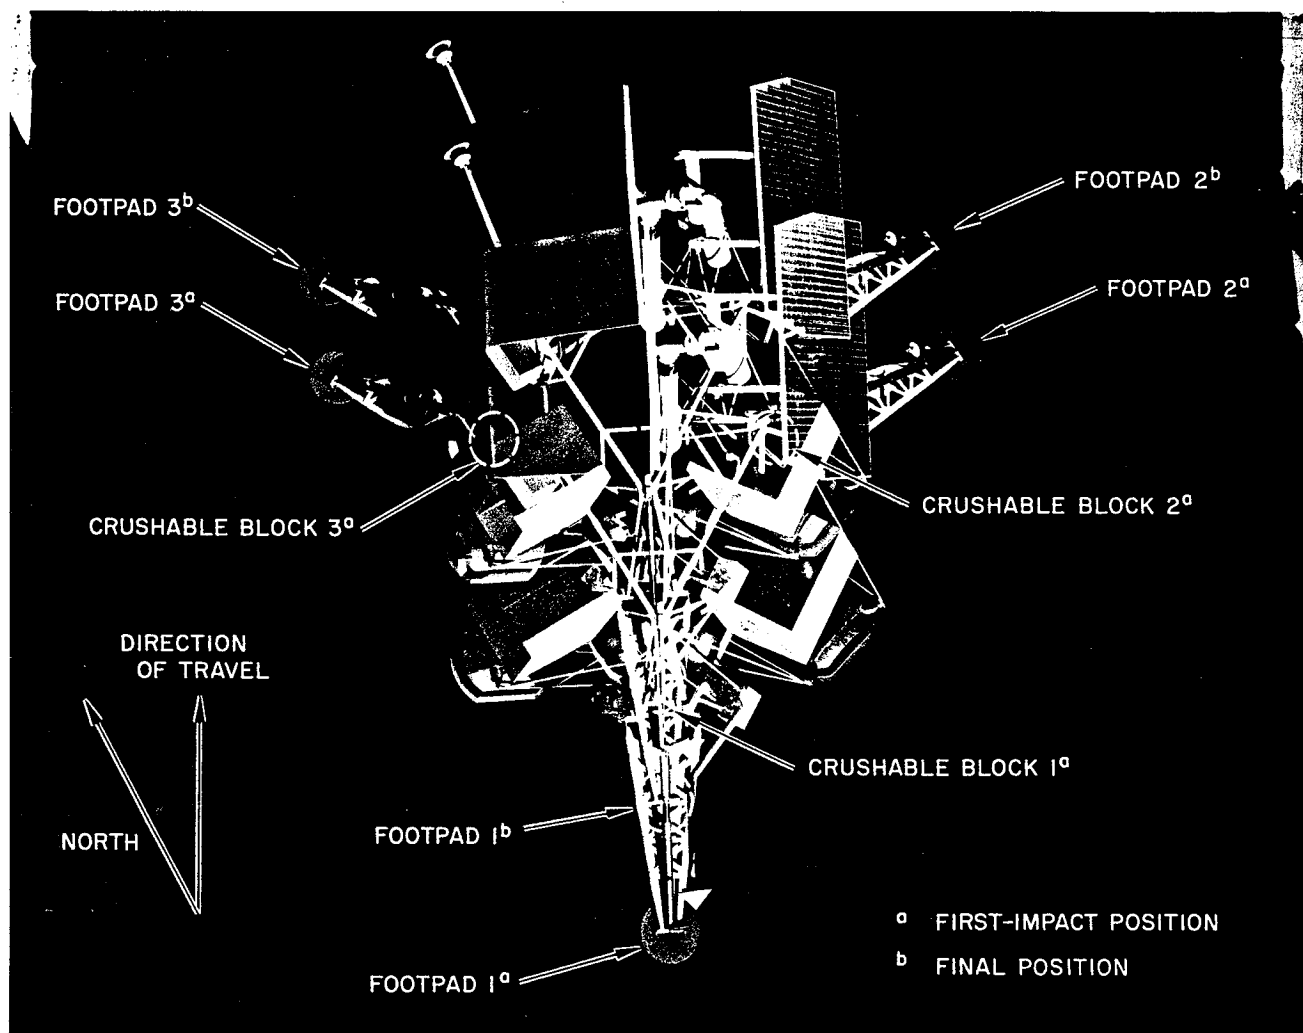 FOOTPAD 2ᵇ
FOOTPAD 3ᵇ
FOOTPAD 2ᵃ
FOOTPAD 3ᵃ
CRUSHABLE BLOCK 2ᵃ
CRUSHABLE BLOCK 3ᵃ
DIRECTION
OF TRAVEL
CRUSHABLE BLOCK 1ᵃ
FOOTPAD 1ᵇ
NORTH
ᵃ FIRST-IMPACT POSITION
ᵇ FINAL POSITION
FOOTPAD 1ᵃ